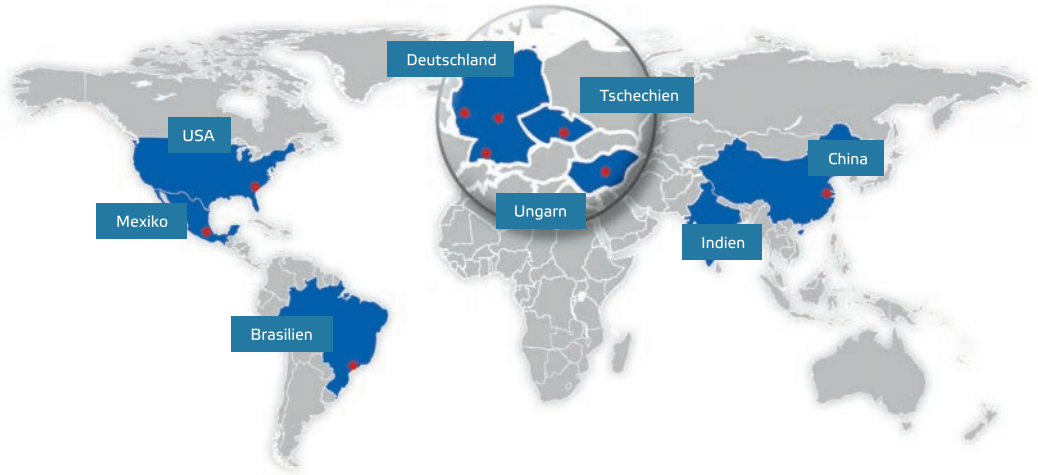 Deutschland
Tschechien
USA
China
Mexiko
Ungarn
Indien
Brasilien